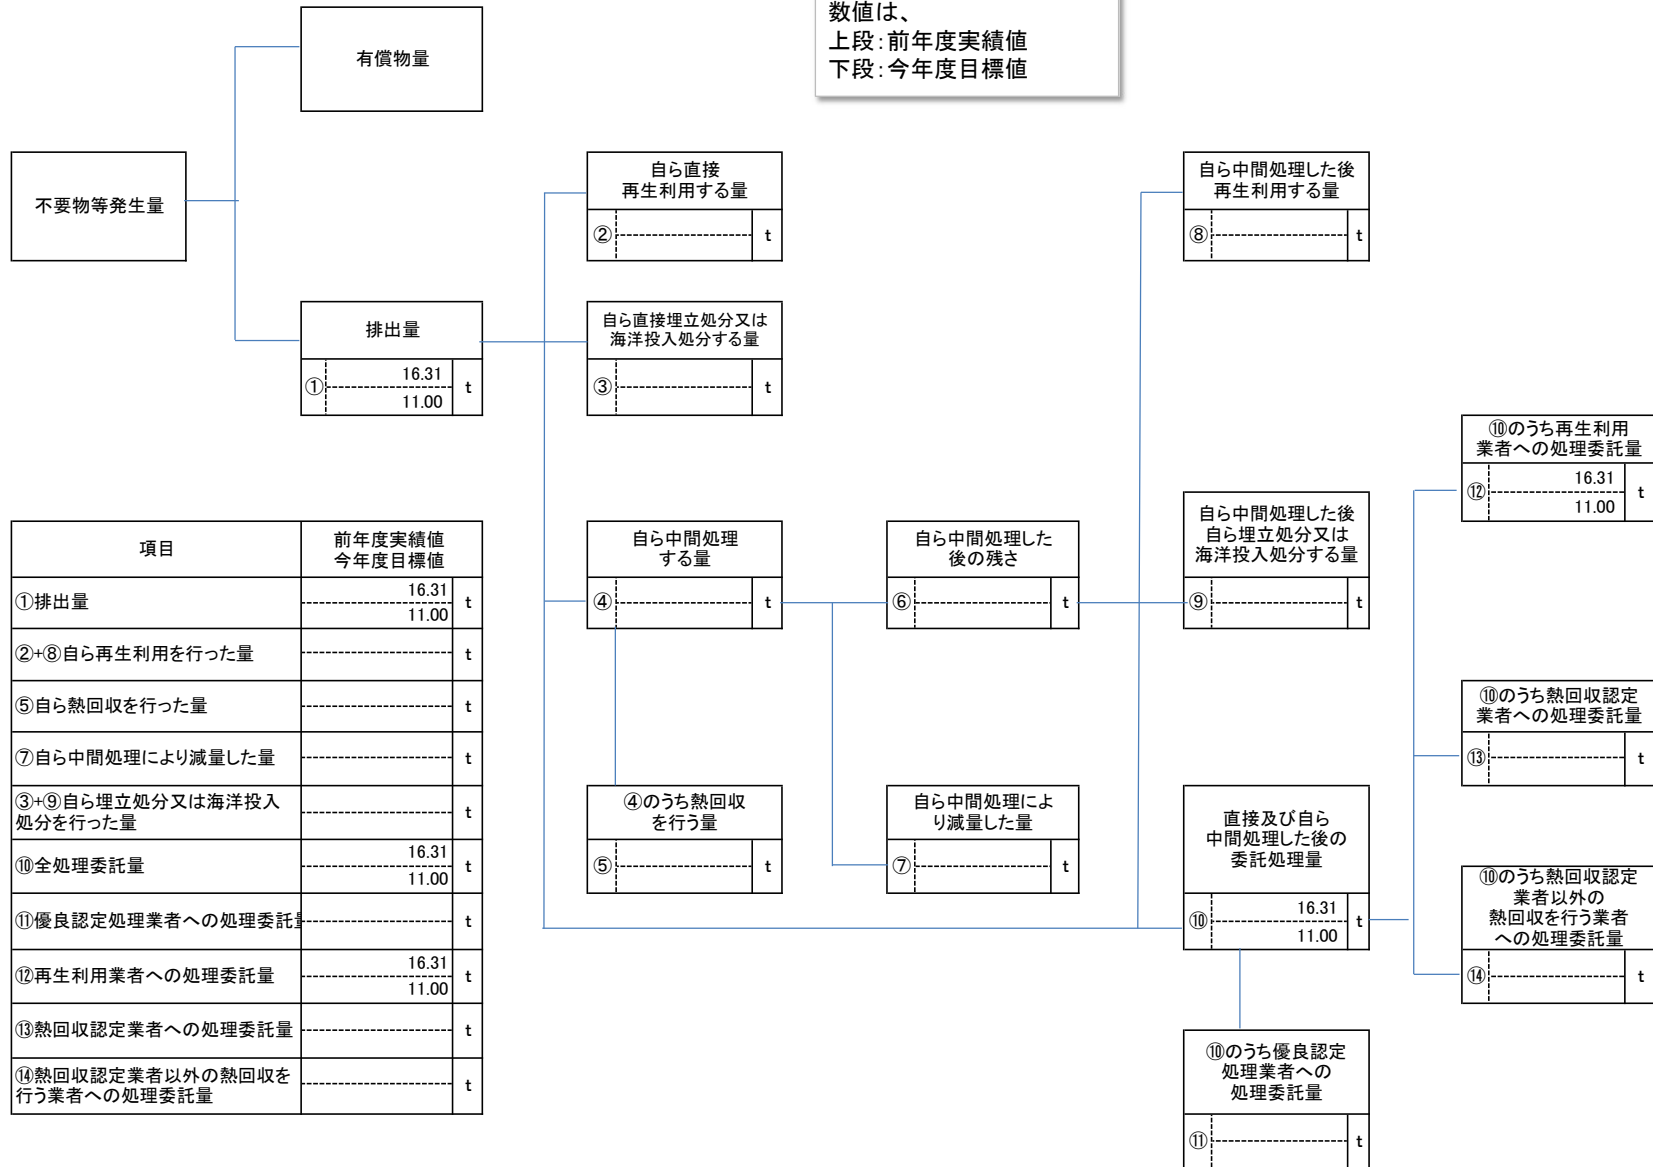 数値は、
上段：前年度実績値
下段：今年度目標値
有償物量
不要物等発生量
自ら直接
再生利用する量
②
t
自ら中間処理した後
再生利用する量
⑧
t
排出量
①
16.31
11.00
t
自ら直接埋立処分又は
海洋投入処分する量
③
t
⑩のうち再生利用
業者への処理委託量
⑫
16.31
11.00
t
自ら中間処理
する量
④
t
自ら中間処理した
後の残さ
⑥
t
自ら中間処理した後
自ら埋立処分又は
海洋投入処分する量
⑨
t
⑩のうち熱回収認定
業者への処理委託量
⑬
t
④のうち熱回収
を行う量
⑤
t
自ら中間処理によ
り減量した量
⑦
t
直接及び自ら
中間処理した後の
委託処理量
⑩
16.31
11.00
t
⑩のうち熱回収認定
業者以外の
熱回収を行う業者
への処理委託量
⑭
t
⑩のうち優良認定
処理業者への
処理委託量
⑪
t
項目
前年度実績値
今年度目標値
①排出量
16.31
11.00
t
②+⑧自ら再生利用を行った量
t
⑤自ら熱回収を行った量
t
⑦自ら中間処理により減量した量
t
③+⑨自ら埋立処分又は海洋投入
処分を行った量
t
⑩全処理委託量
16.31
11.00
t
⑪優良認定処理業者への処理委託量
t
⑫再生利用業者への処理委託量
16.31
11.00
t
⑬熱回収認定業者への処理委託量
t
⑭熱回収認定業者以外の熱回収を
行う業者への処理委託量
t